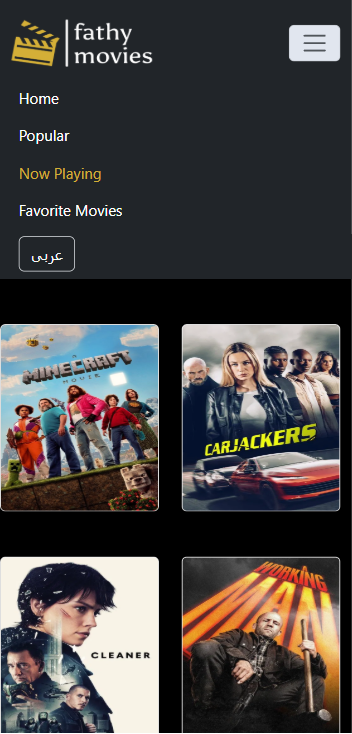 fathy
movies
Home
Popular
Now Playing
Favorite Movies
عربى
MINECRAFT
MOVIE
CARJACKERS
CLEANER
WORKING
MAN